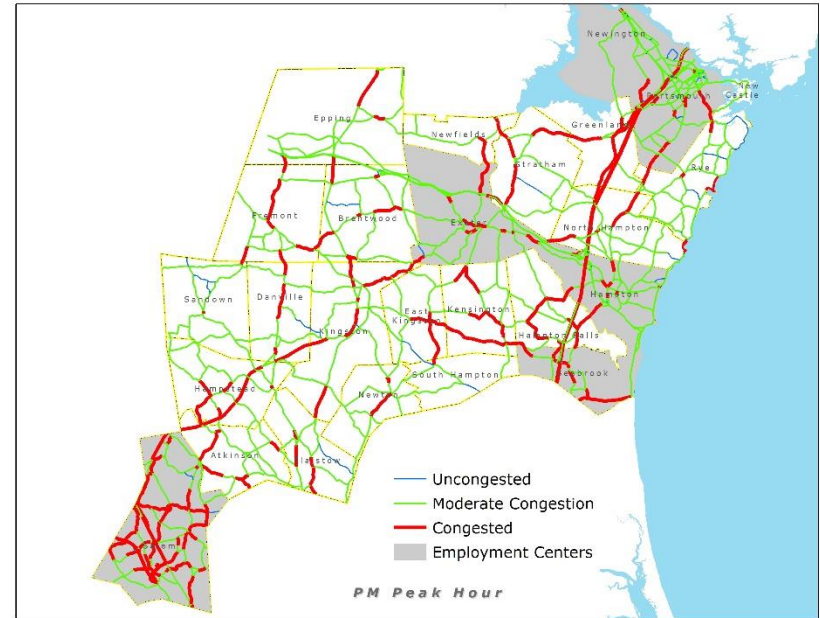 Newington
New
Castle
Portsmouth
Epping
Newfields
Greenland
Stratham
Rye
Fremont
Brentwood
Exeter
North Hampton
Sandown
Danville
Hampton
Kingston
East
Kingston
Kensington
Hampton Falls
Hampstead
Newton
South Hampton
Seabrook
Atkinson
Plaistow
Salem
Uncongested
Moderate Congestion
Congested
Employment Centers
PM Peak Hour